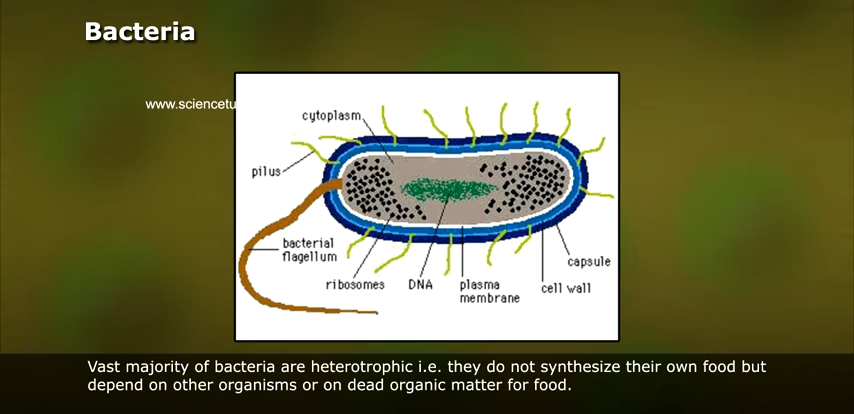 Bacteria
www.sciencetu
cytoplasm
pilus
bacterial
flagellum
ribosomes
DNA
plasma
membrane
cell wall
capsule
Vast majority of bacteria are heterotrophic i.e. they do not synthesize their own food but
depend on other organisms or on dead organic matter for food.